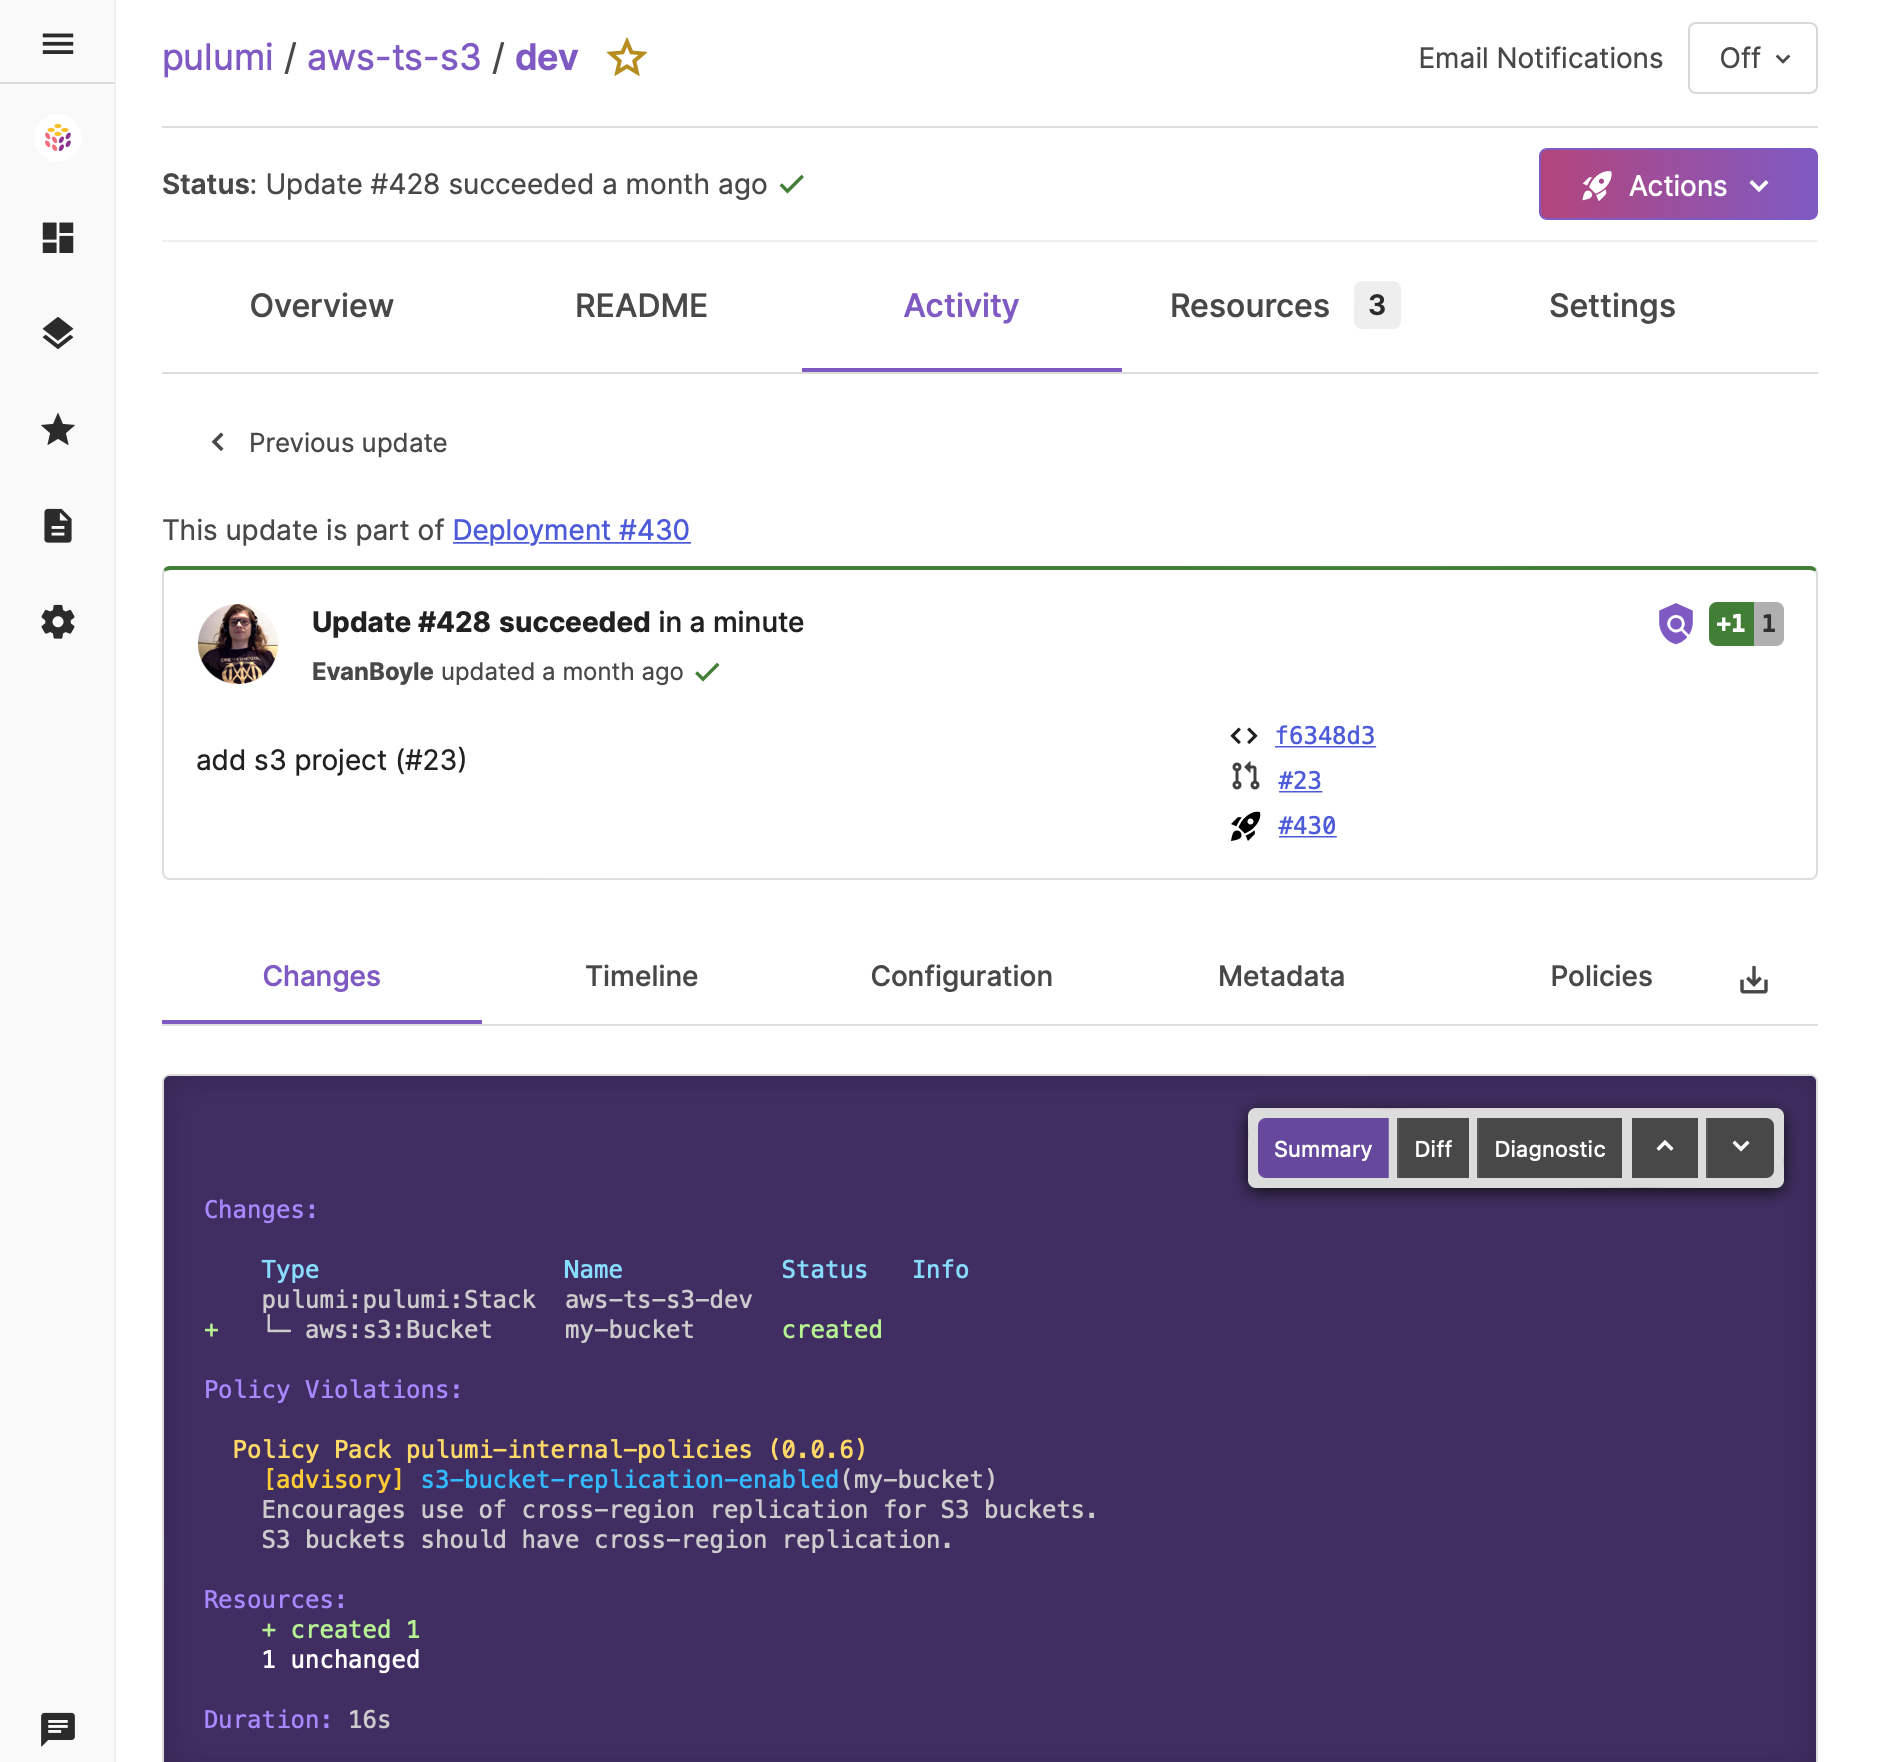 pulumi / aws-ts-s3 / dev
Email Notifications
Off
Status: Update #428 succeeded a month ago
Actions
Overview
README
Activity
Resources 3
Settings
Previous update
This update is part of Deployment #430
Update #428 succeeded in a minute
+1 1
EvanBoyle updated a month ago
f6348d3
add s3 project (#23)
#23
#430
Changes
Timeline
Configuration
Metadata
Policies
Summary
Diff
Diagnostic
Changes:
Type Name Status Info
pulumi:pulumi:Stack aws-ts-s3-dev
+ └─ aws:s3:Bucket my-bucket created
Policy Violations:
Policy Pack pulumi-internal-policies (0.0.6)
[advisory] s3-bucket-replication-enabled(my-bucket)
Encourages use of cross-region replication for S3 buckets.
S3 buckets should have cross-region replication.
Resources:
+ created 1
1 unchanged
Duration: 16s